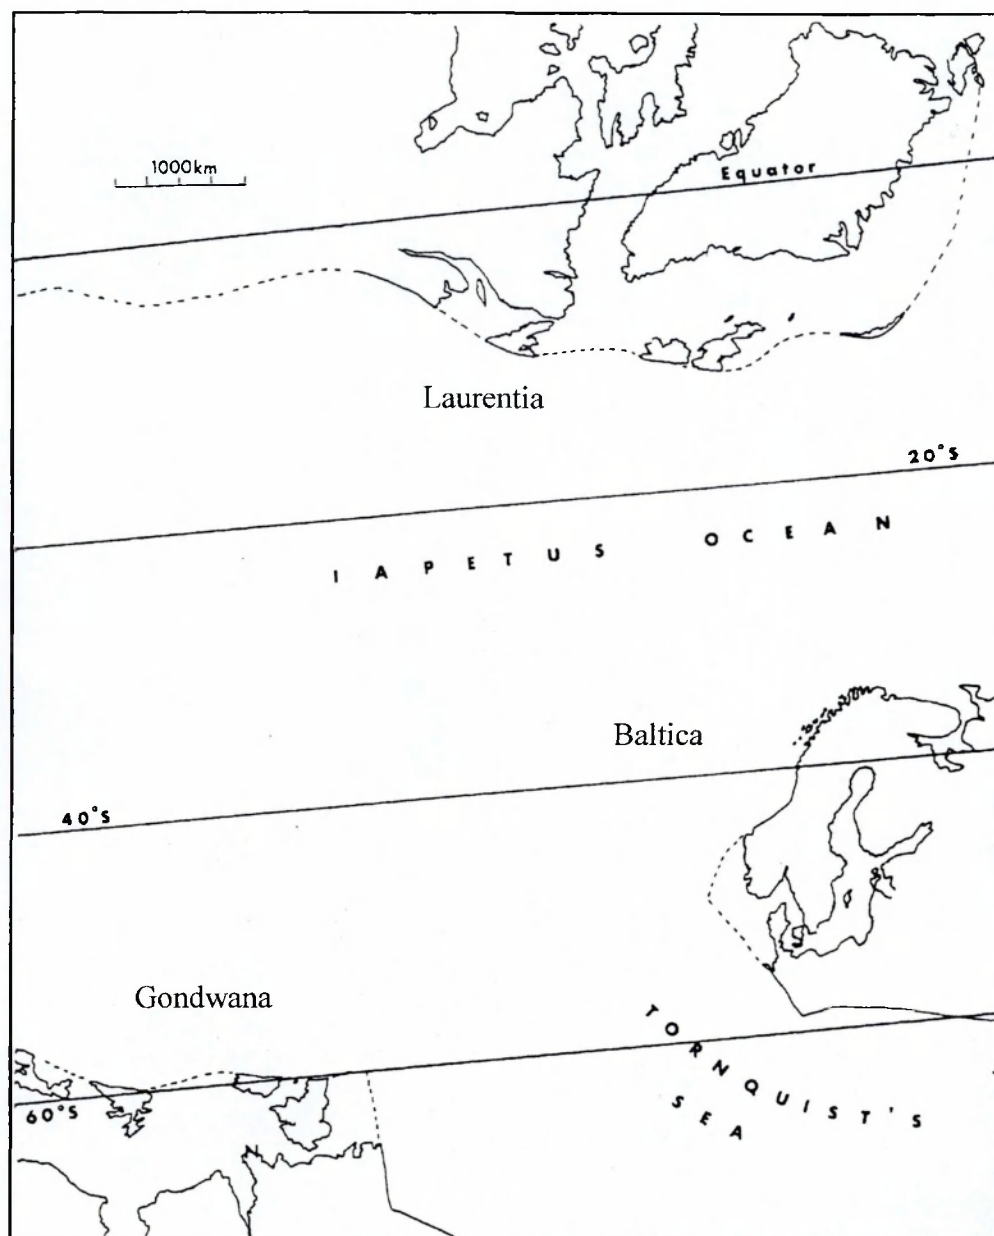 1000km
Equator
Laurentia
20°S
IAPETUS OCEAN
Baltica
40°S
Gondwana
TORNQUIST'S
SEA
60°S